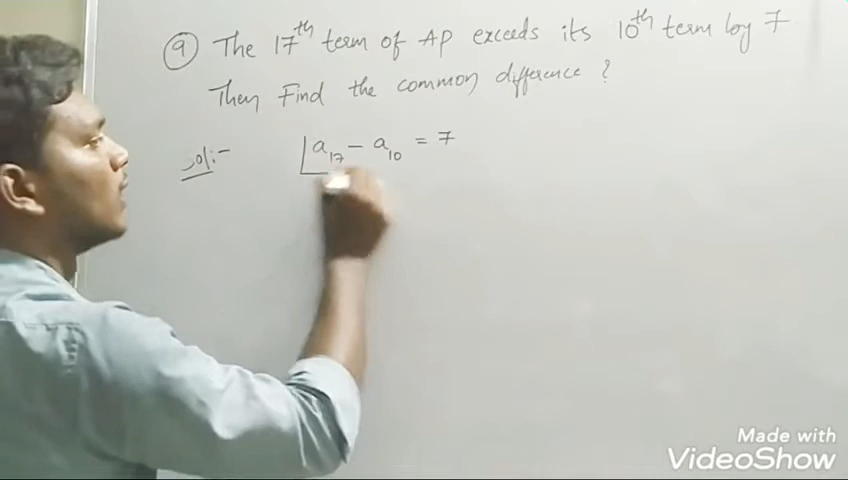 9 The 17th term of AP exceeds its 10th term by 7
Then Find the common difference ?
Sol:- a17 - a10 = 7
Made with
VideoShow